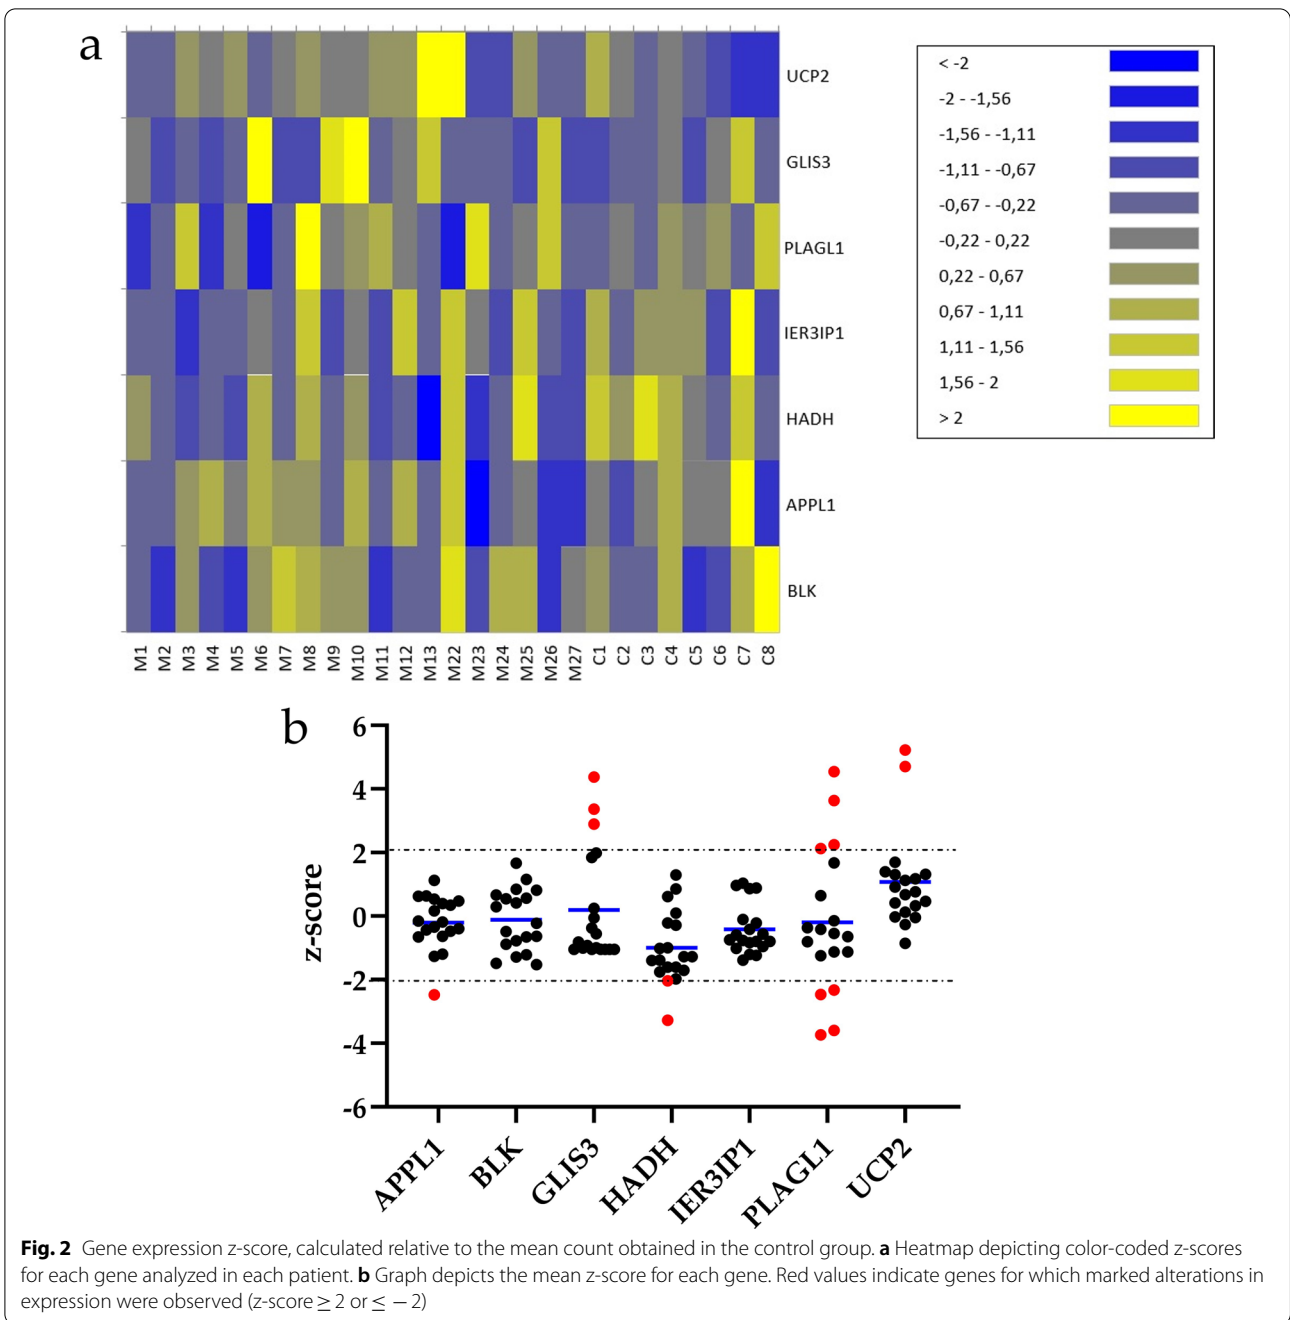 a
UCP2
GLIS3
PLAGL1
IER3IP1
HADH
APPL1
BLK
M1 M2 M3 M4 M5 M6 M7 M8 M9 M10 M11 M12 M13 M22 M23 M24 M25 M26 M27 C1 C2 C3 C4 C5 C6 C7 C8
< -2
-2 - -1,56
-1,56 - -1,11
-1,11 - -0,67
-0,67 - -0,22
-0,22 - 0,22
0,22 - 0,67
0,67 - 1,11
1,11 - 1,56
1,56 - 2
> 2
b
z-score
6
4
2
0
-2
-4
-6
APPL1 BLK GLIS3 HADH IER3IP1 PLAGL1 UCP2
Fig. 2 Gene expression z-score, calculated relative to the mean count obtained in the control group. a Heatmap depicting color-coded z-scores
for each gene analyzed in each patient. b Graph depicts the mean z-score for each gene. Red values indicate genes for which marked alterations in
expression were observed (z-score ≥ 2 or ≤ − 2)